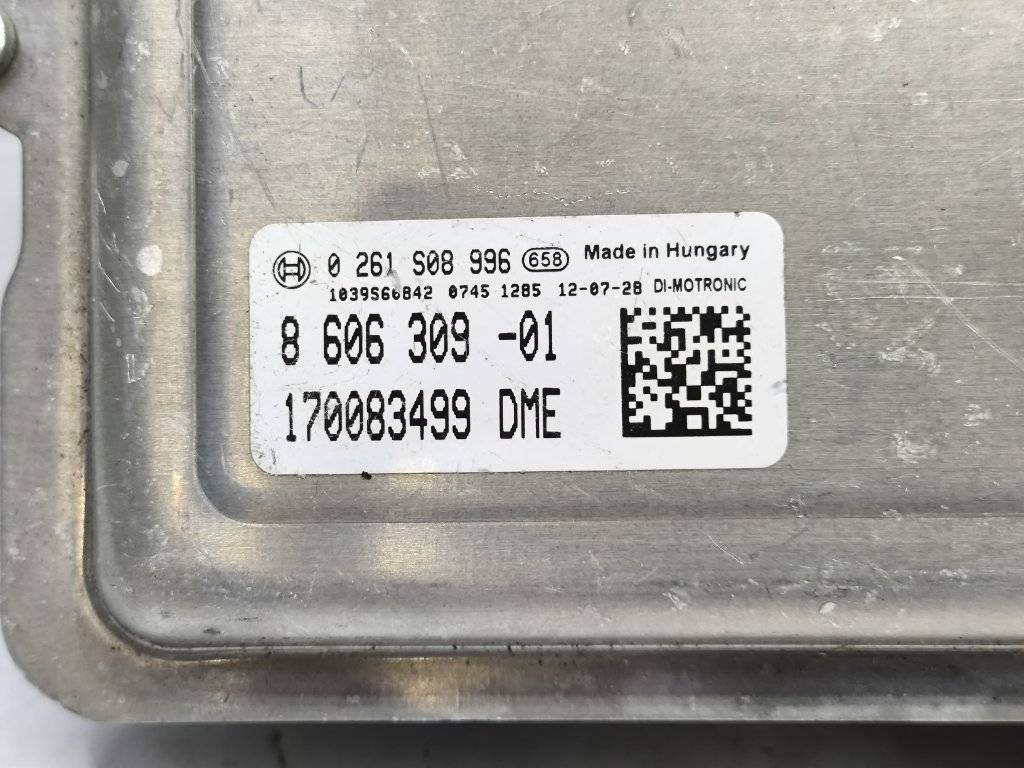 0 261 S08 996 658 Made in Hungary
1039S60842 0745 1285 12-07-28 DI-MOTRONIC
8 606 309 -01
170083499 DME